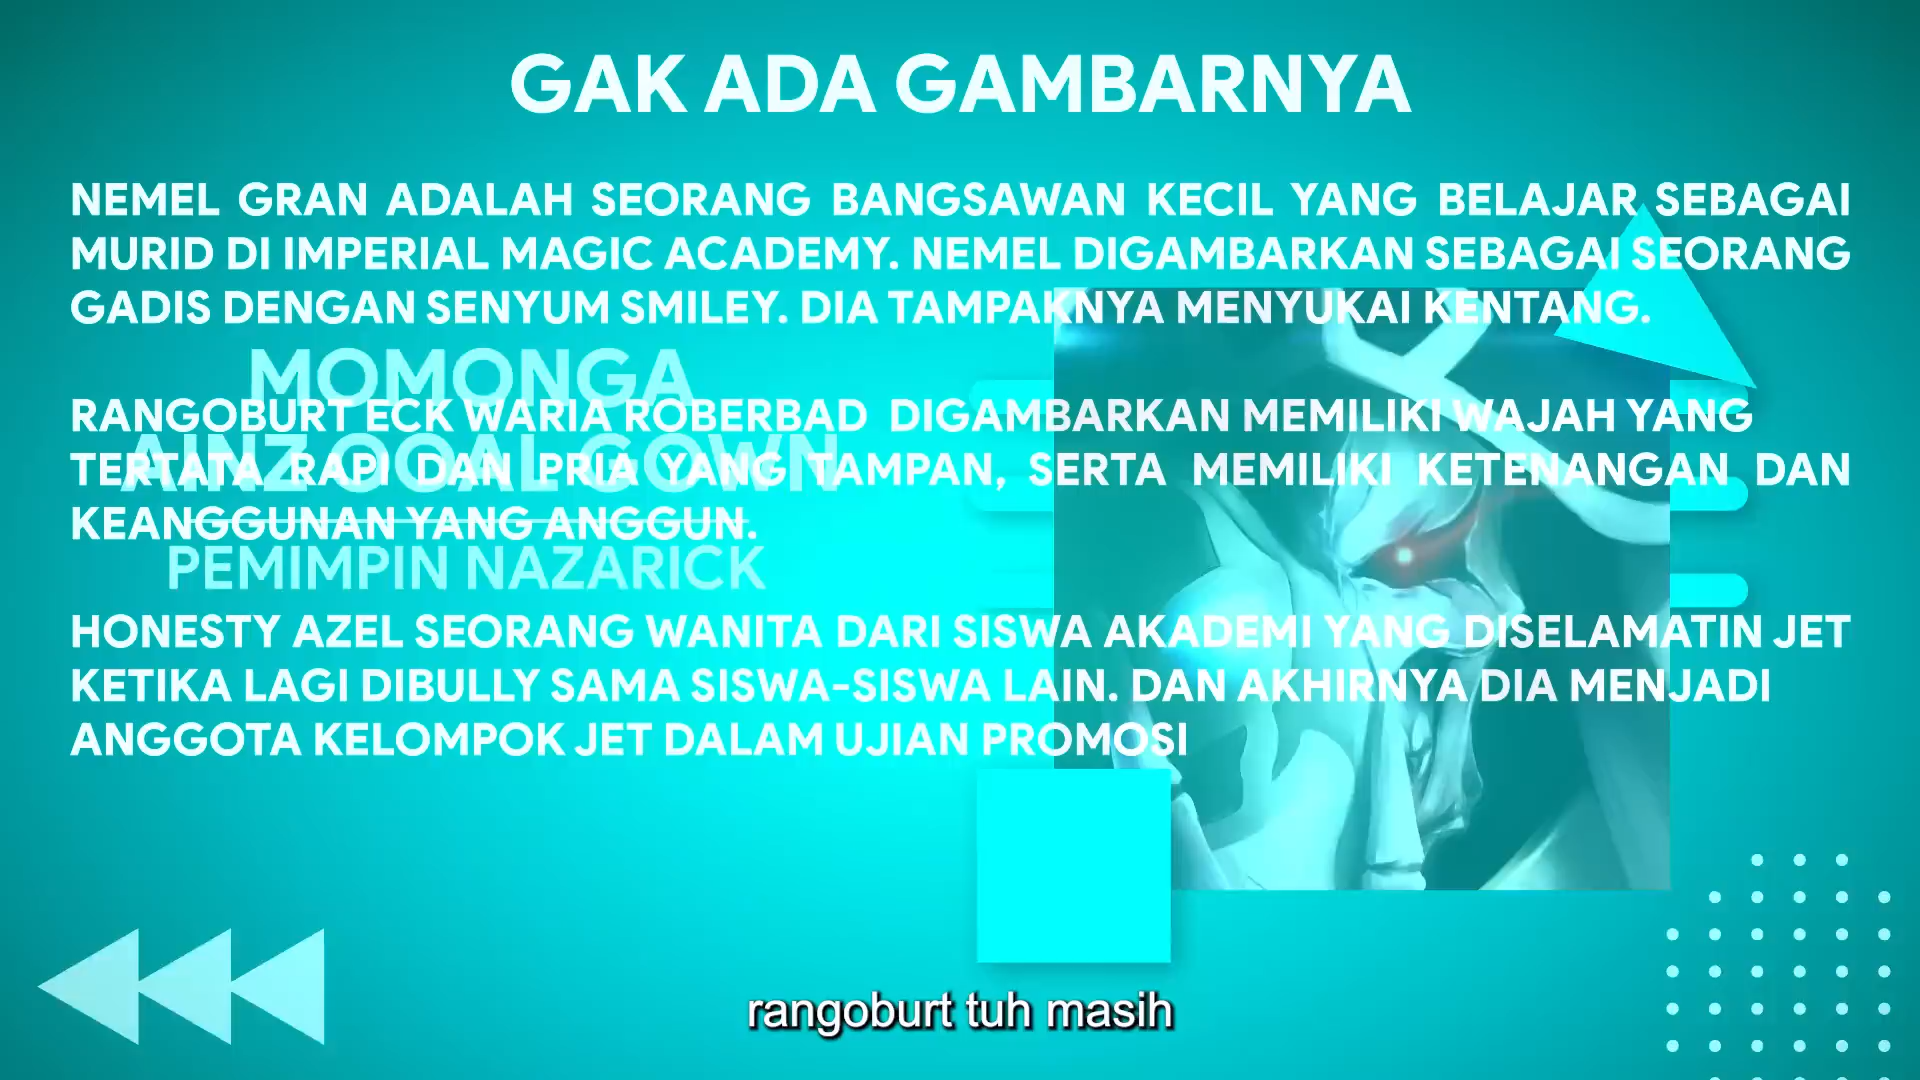 GAK ADA GAMBARNYA
NEMEL GRAN ADALAH SEORANG BANGSAWAN KECIL YANG BELAJAR SEBAGAI
MURID DI IMPERIAL MAGIC ACADEMY. NEMEL DIGAMBARKAN SEBAGAI SEORANG
GADIS DENGAN SENYUM SMILEY. DIA TAMPAKNYA MENYUKAI KENTANG.
MOMONGA
RANGOBURT ECK WARIA ROBERBAD DIGAMBARKAN MEMILIKI WAJAH YANG
AINZ OOAL GOWN
TERTATA RAPI DAN PRIA YANG TAMPAN, SERTA MEMILIKI KETENANGAN DAN
KEANGGUNAN YANG ANGGUN.
PEMIMPIN NAZARICK
HONESTY AZEL SEORANG WANITA DARI SISWA AKADEMI YANG DISELAMATIN JET
KETIKA LAGI DIBULLY SAMA SISWA-SISWA LAIN. DAN AKHIRNYA DIA MENJADI
ANGGOTA KELOMPOK JET DALAM UJIAN PROMOSI
rangoburt tuh masih